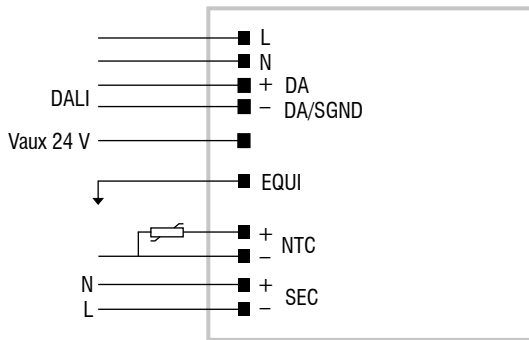 L
N
+ DA
DALI
− DA/SGND
Vaux 24 V
EQUI
+
NTC
−
N +
SEC
L −